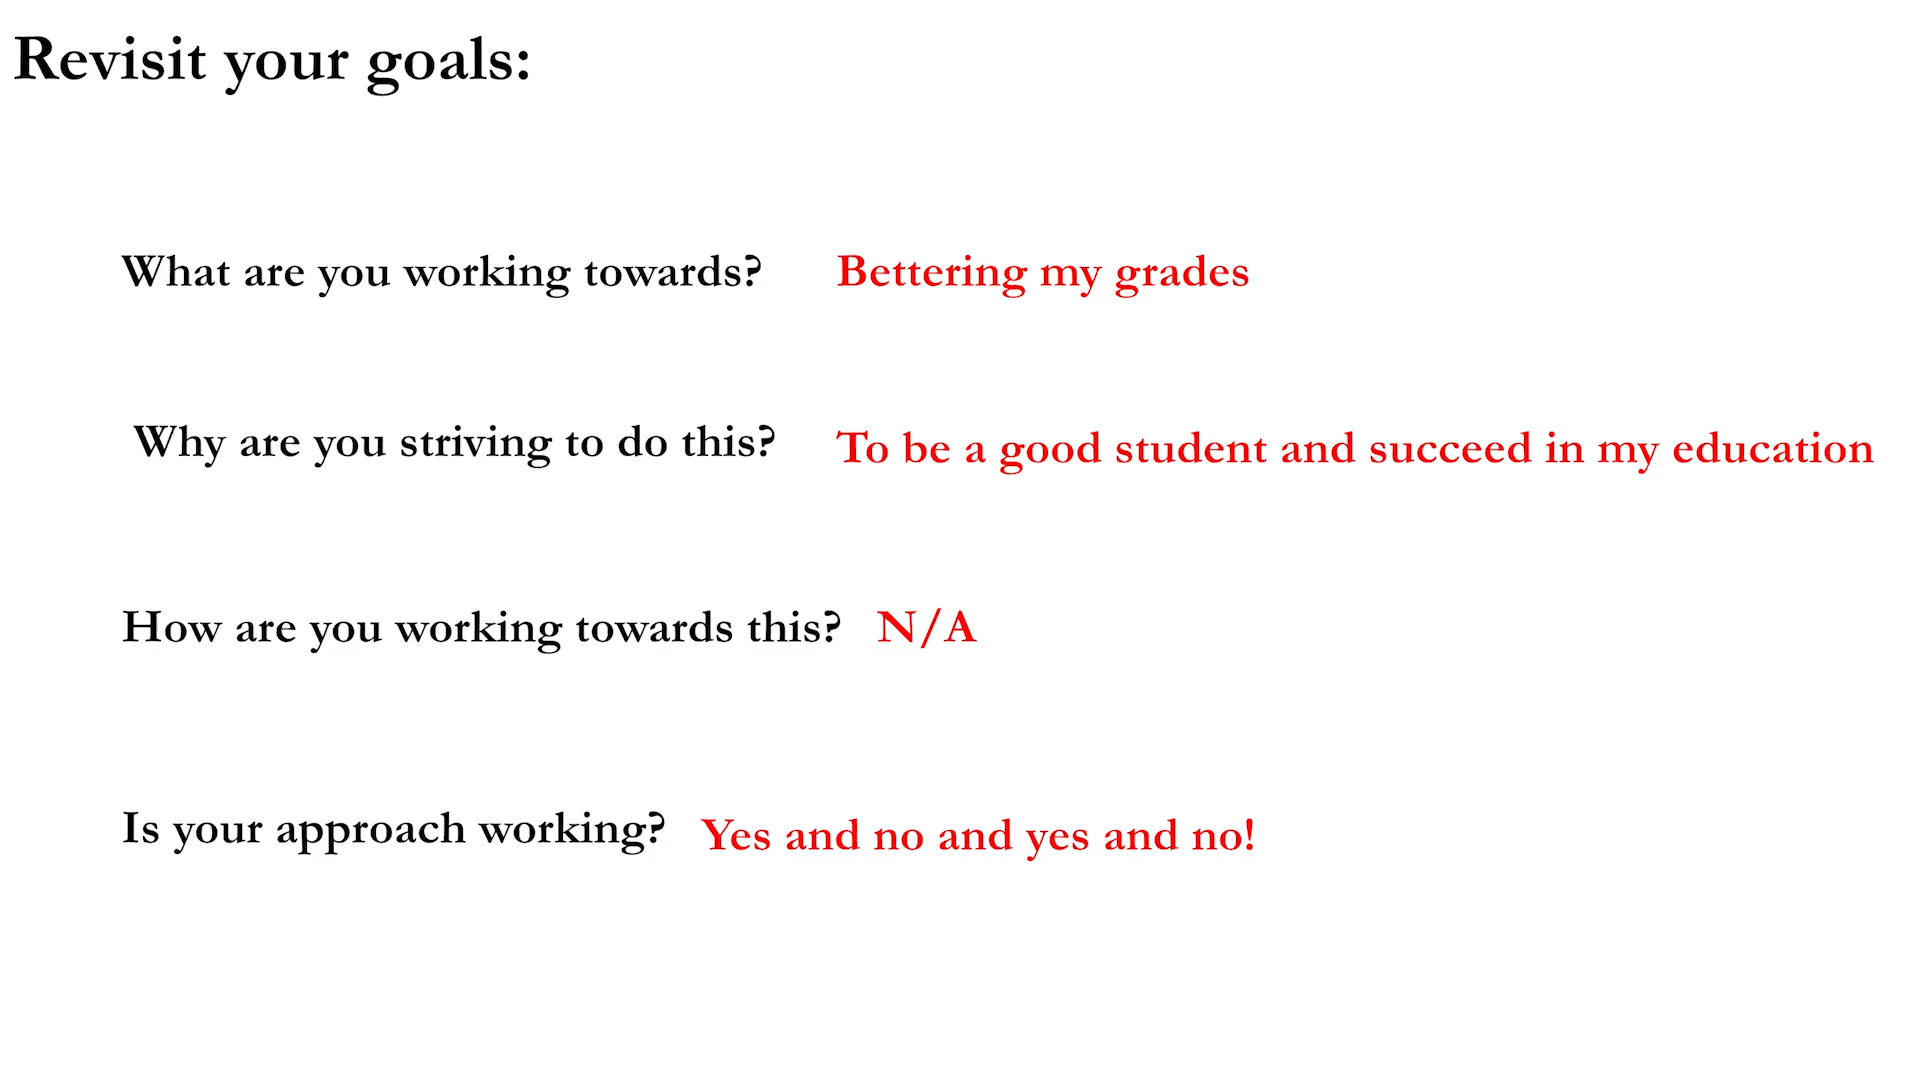 Revisit your goals:
What are you working towards? Bettering my grades
Why are you striving to do this? To be a good student and succeed in my education
How are you working towards this? N/A
Is your approach working? Yes and no and yes and no!